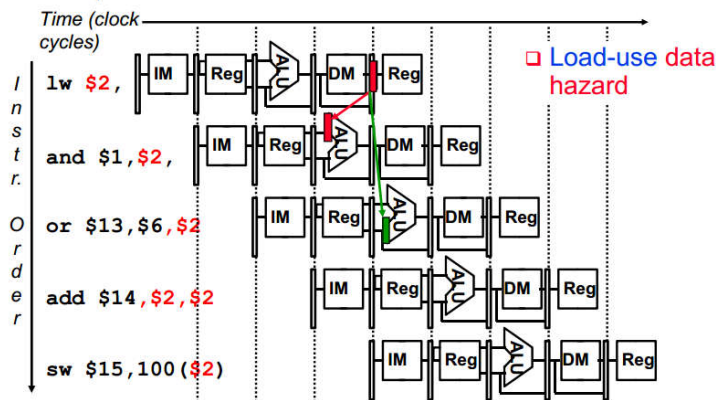 Time (clock
cycles)
Instr. Order
❑ Load-use data
hazard
lw $2,
IM Reg ALU DM Reg
and $1,$2,
IM Reg ALU DM Reg
or $13,$6,$2
IM Reg ALU DM Reg
add $14,$2,$2
IM Reg ALU DM Reg
sw $15,100($2)
IM Reg ALU DM Reg